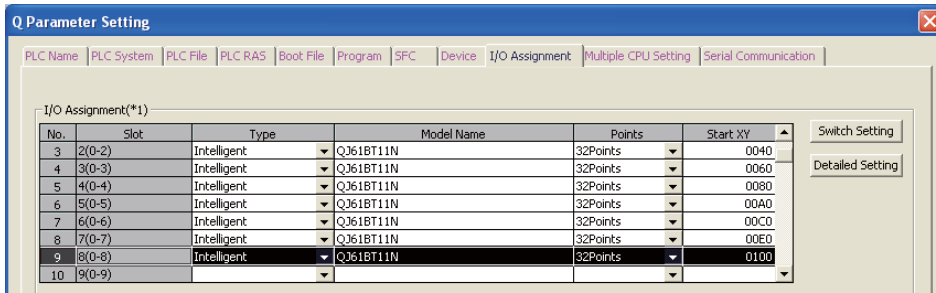 Q Parameter Setting
PLC Name PLC System PLC File PLC RAS Boot File Program SFC Device I/O Assignment Multiple CPU Setting Serial Communication
I/O Assignment(*1)
No. Slot Type Model Name Points Start XY
3 2(0-2) Intelligent QJ61BT11N 32Points 0040
4 3(0-3) Intelligent QJ61BT11N 32Points 0060
5 4(0-4) Intelligent QJ61BT11N 32Points 0080
6 5(0-5) Intelligent QJ61BT11N 32Points 00A0
7 6(0-6) Intelligent QJ61BT11N 32Points 00C0
8 7(0-7) Intelligent QJ61BT11N 32Points 00E0
9 8(0-8) Intelligent QJ61BT11N 32Points 0100
10 9(0-9)
Switch Setting
Detailed Setting